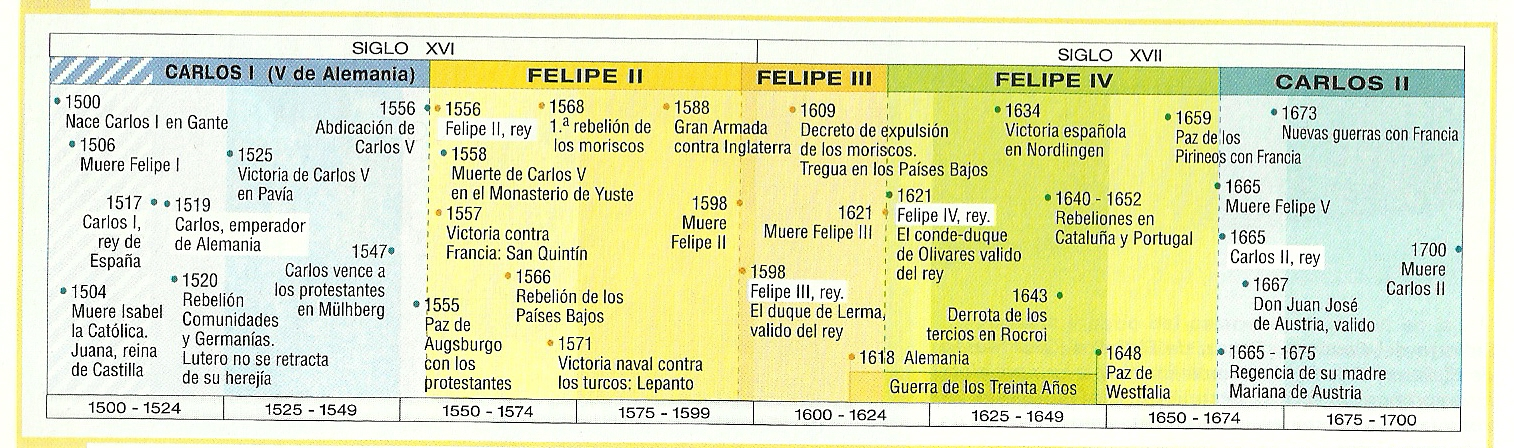 SIGLO XVI
SIGLO XVII
CARLOS I (V de Alemania)
FELIPE II
FELIPE III
FELIPE IV
CARLOS II
1500
Nace Carlos I en Gante
1506
Muere Felipe I
1517
Carlos I,
rey de
España
1504
Muere Isabel
la Católica.
Juana, reina
de Castilla
1519
Carlos, emperador
de Alemania
1520
Rebelión
Comunidades
y Germanías.
Lutero no se retracta
de su herejía
1525
Victoria de Carlos V
en Pavía
1556
Abdicación de
Carlos V
1547
Carlos vence a
los protestantes
en Mülhberg
1556
Felipe II, rey
1558
Muerte de Carlos V
en el Monasterio de Yuste
1557
Victoria contra
Francia: San Quintín
1555
Paz de
Augsburgo
con los
protestantes
1566
Rebelión de los
Países Bajos
1571
Victoria naval contra
los turcos: Lepanto
1568
1.ª rebelión de
los moriscos
1588
Gran Armada
contra Inglaterra
1598
Muere
Felipe II
1609
Decreto de expulsión
de los moriscos.
Tregua en los Países Bajos
1621
Muere Felipe III
1598
Felipe III, rey.
El duque de Lerma,
valido del rey
1618 Alemania
Guerra de los Treinta Años
1621
Felipe IV, rey.
El conde-duque
de Olivares valido
del rey
1634
Victoria española
en Nordlingen
1640 - 1652
Rebeliones en
Cataluña y Portugal
1643
Derrota de los
tercios en Rocroi
1648
Paz de
Westfalia
1659
Paz de los
Pirineos con Francia
1673
Nuevas guerras con Francia
1665
Muere Felipe V
1665
Carlos II, rey
1667
Don Juan José
de Austria, valido
1665 - 1675
Regencia de su madre
Mariana de Austria
1700
Muere
Carlos II
1500 - 1524
1525 - 1549
1550 - 1574
1575 - 1599
1600 - 1624
1625 - 1649
1650 - 1674
1675 - 1700